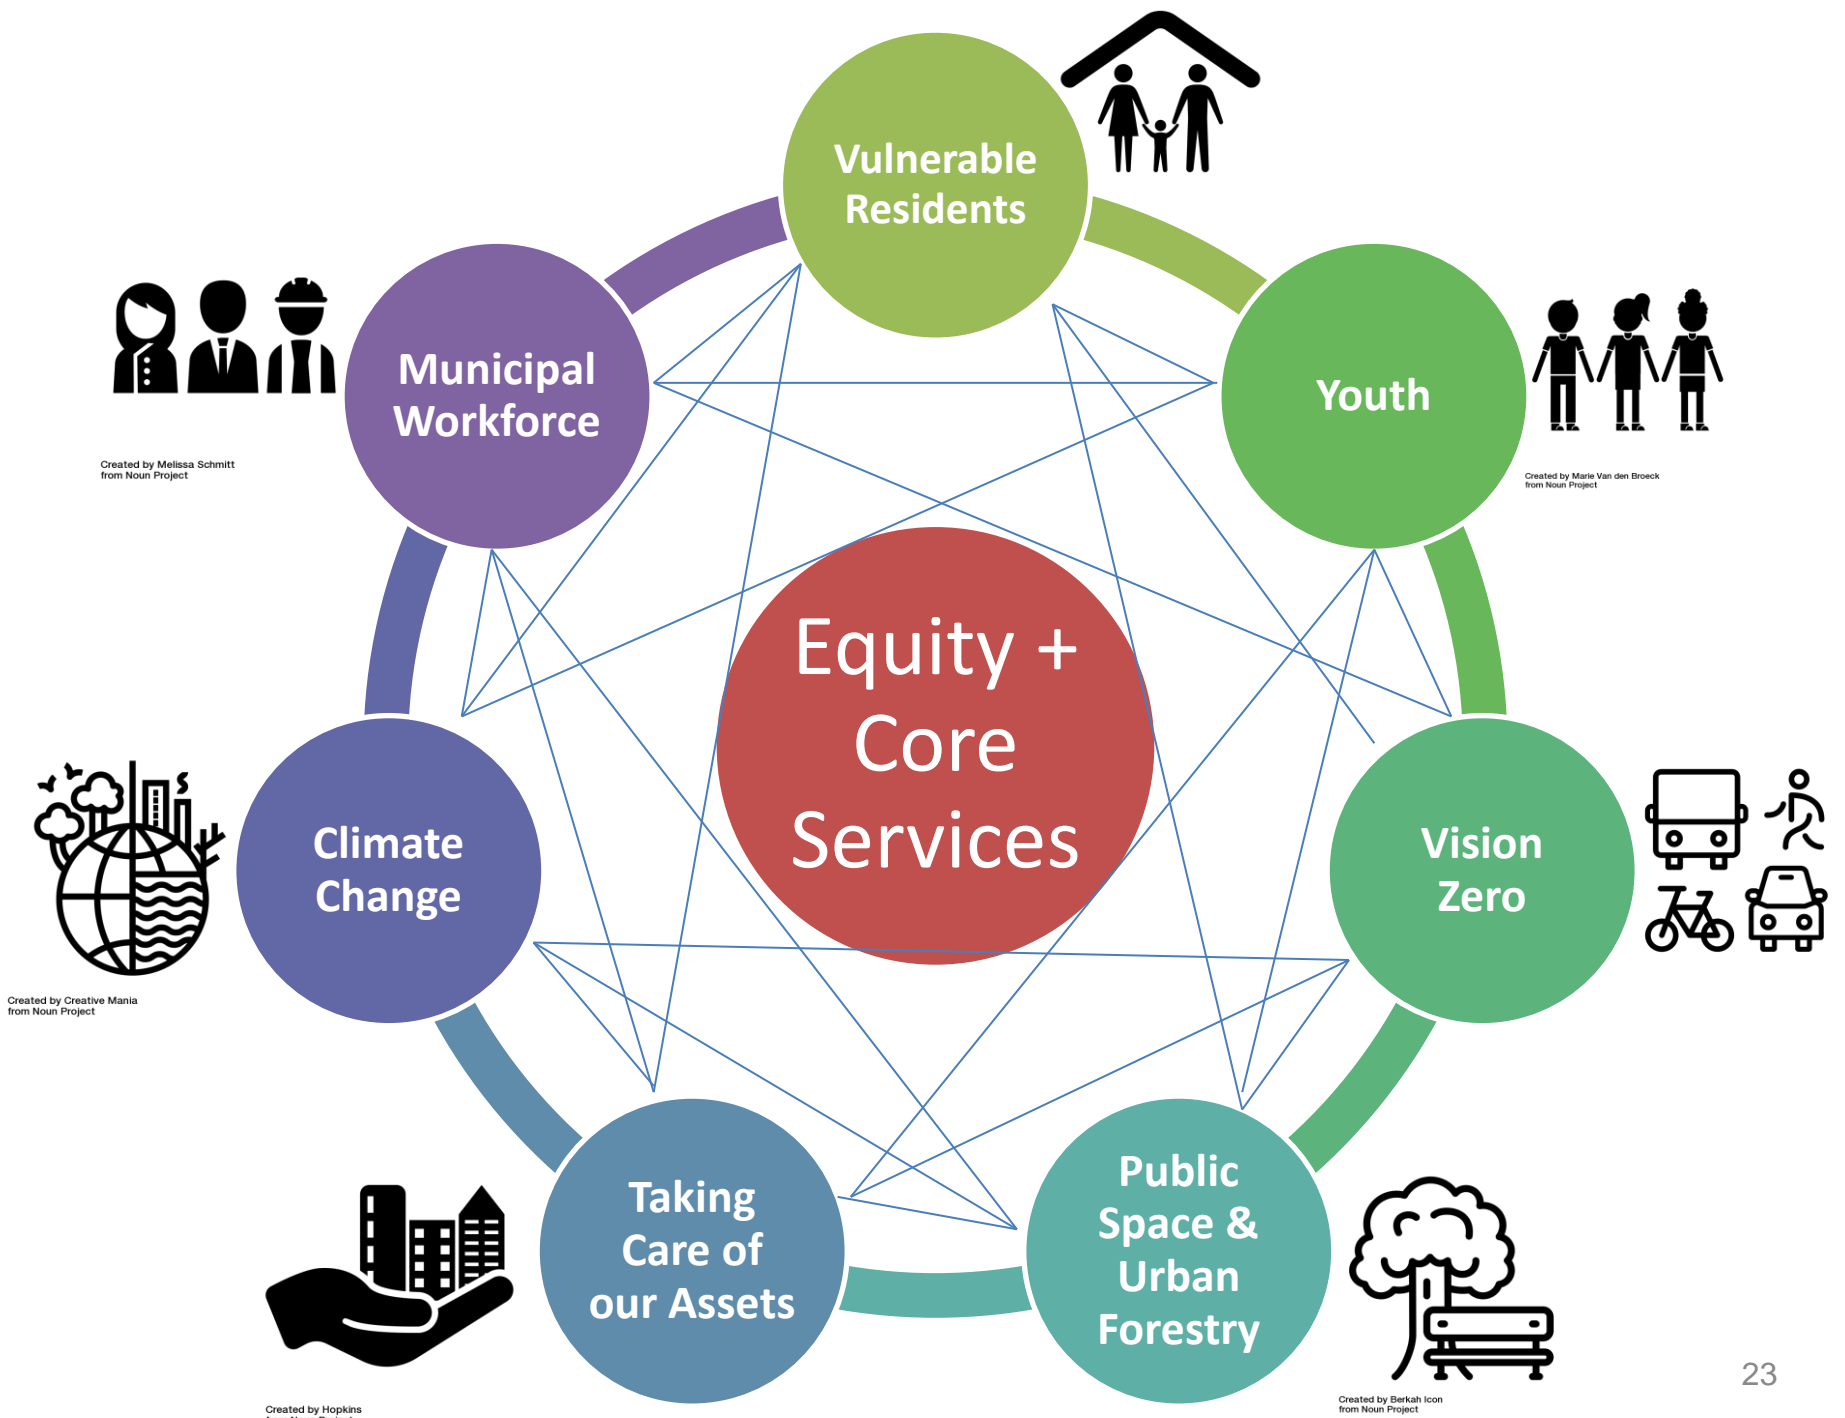 Vulnerable
Residents
Municipal
Workforce
Youth
Created by Melissa Schmitt
from Noun Project
Created by Marie Van den Broeck
from Noun Project
Equity +
Core
Services
Climate
Change
Vision
Zero
Created by Creative Mania
from Noun Project
Taking
Care of
our Assets
Public
Space &
Urban
Forestry
Created by Hopkins
Created by Berkah Icon
from Noun Project
23